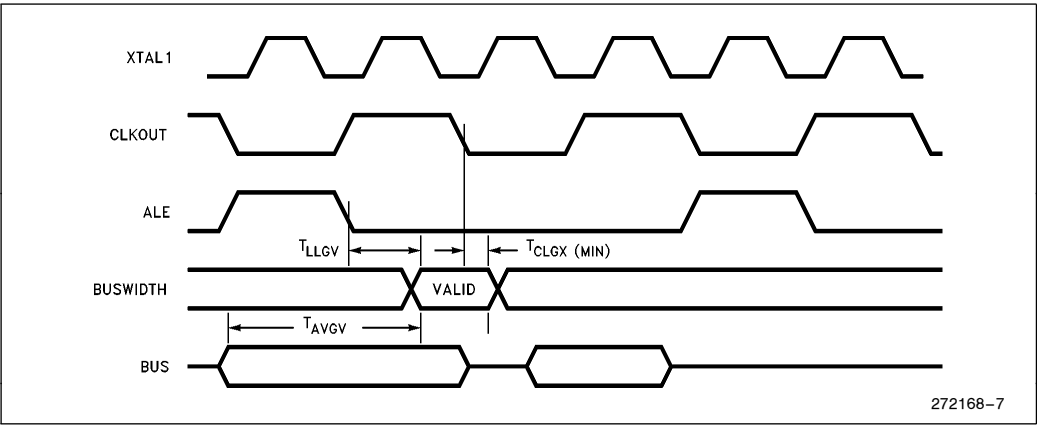 XTAL1
CLKOUT
ALE
TLLGV
TCLGX (MIN)
BUSWIDTH
VALID
TAVGV
BUS
272168–7